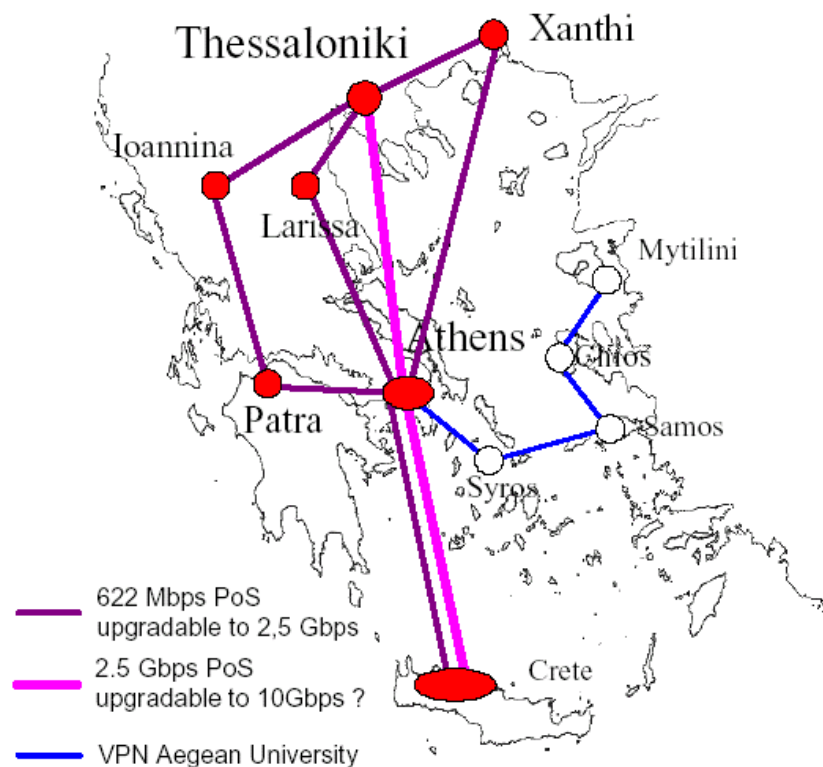 Xanthi
Thessaloniki
Ioannina
Larissa
Mytilini
Athens
Chios
Patra
Samos
Syros
622 Mbps PoS
upgradable to 2,5 Gbps
2.5 Gbps PoS
upgradable to 10Gbps ?
Crete
VPN Aegean University